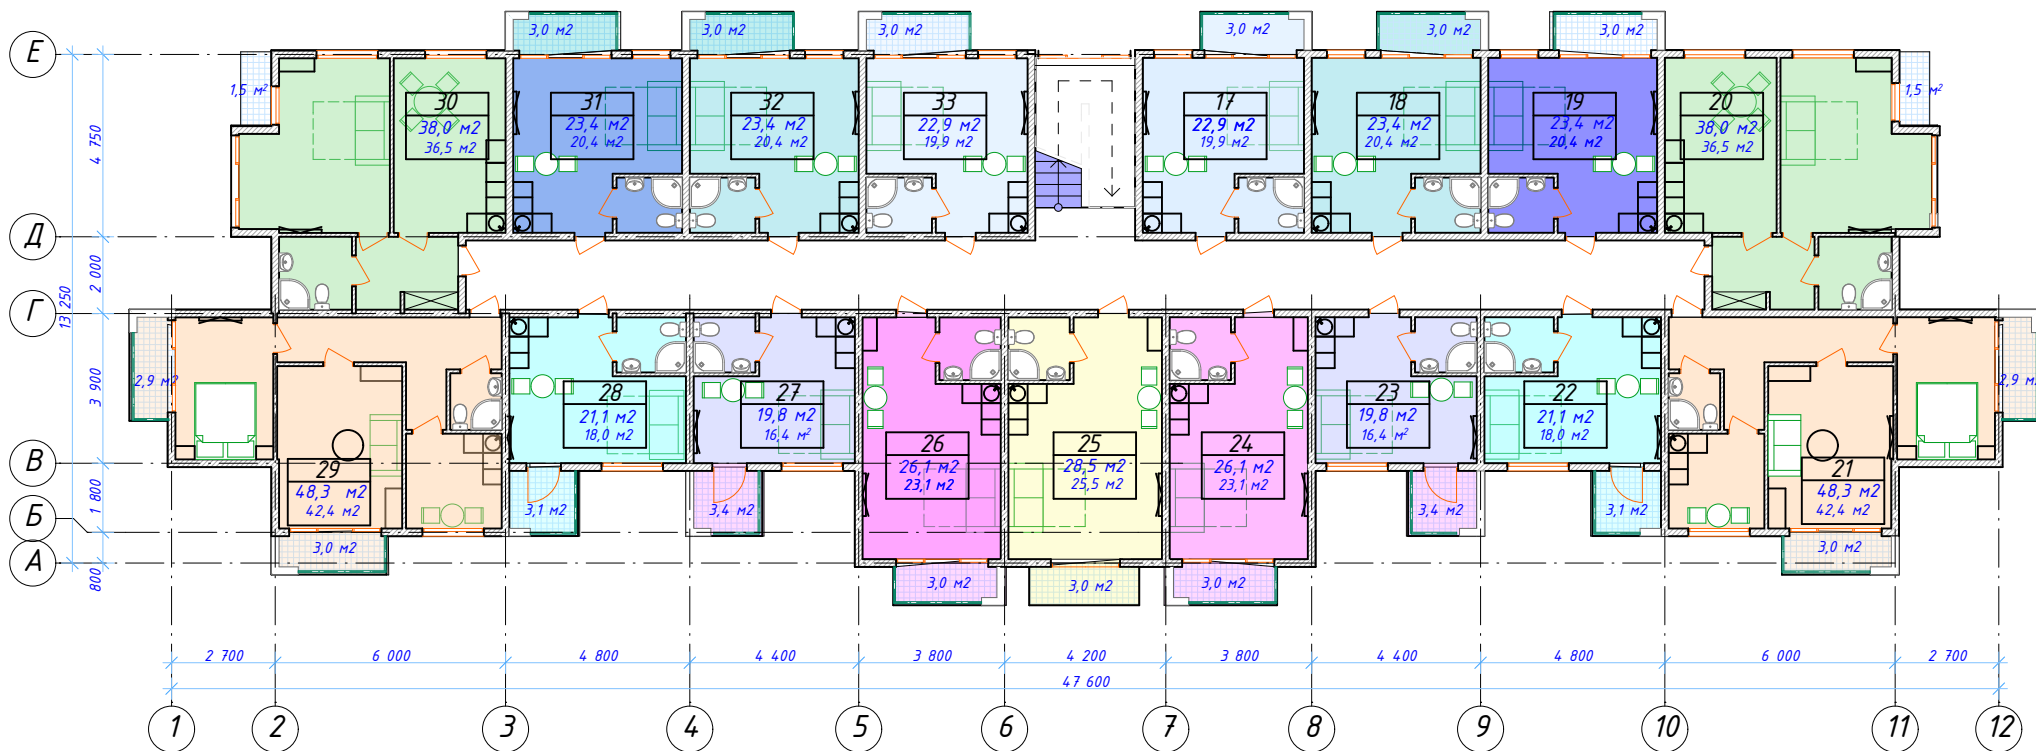 3,0 м2
3,0 м2
3,0 м2
3,0 м2
3,0 м2
3,0 м2
Е
1,5 м²
1,5 м²
30
38,0 м2
36,5 м2
31
23,4 м2
20,4 м2
32
23,4 м2
20,4 м2
33
22,9 м2
19,9 м2
17
22,9 м2
19,9 м2
18
23,4 м2
20,4 м2
19
23,4 м2
20,4 м2
20
38,0 м2
36,5 м2
4 750
Д
2 000
13 250
Г
3 900
2,9 м2
28
21,1 м2
18,0 м2
27
19,8 м2
16,4 м²
26
26,1 м2
23,1 м2
25
28,5 м2
25,5 м2
24
26,1 м2
23,1 м2
23
19,8 м2
16,4 м²
22
21,1 м2
18,0 м2
2,9 м2
В
29
48,3 м2
42,4 м2
21
48,3 м2
42,4 м2
1 800
Б
3,1 м2
3,4 м2
3,4 м2
3,1 м2
А
800
3,0 м2
3,0 м2
3,0 м2
3,0 м2
3,0 м2
2 700
6 000
4 800
4 400
3 800
4 200
3 800
4 400
4 800
6 000
2 700
47 600
1
2
3
4
5
6
7
8
9
10
11
12